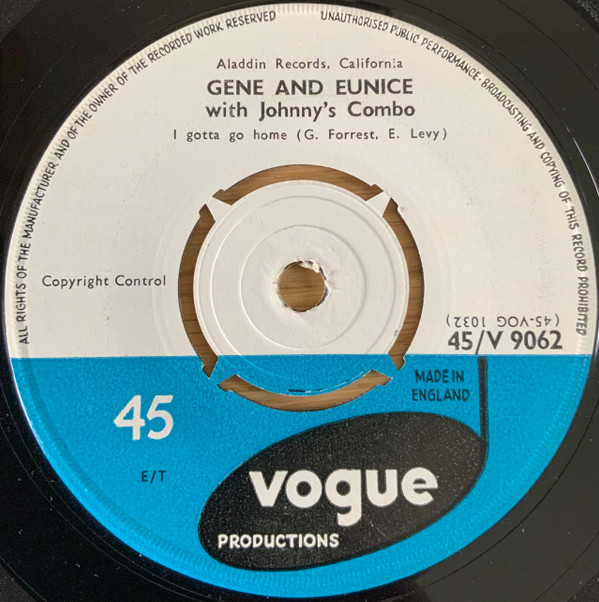 ALL RIGHTS OF THE MANUFACTURER AND OF THE OWNER OF THE RECORDED WORK RESERVED
UNAUTHORISED PUBLIC PERFORMANCE · BROADCASTING AND COPYING OF THIS RECORD PROHIBITED
Aladdin Records, California
GENE AND EUNICE
with Johnny's Combo
I gotta go home (G. Forrest, E. Levy)
Copyright Control
(45-VOG 1032)
45/V 9062
MADE IN
ENGLAND
45
E/T
vogue
PRODUCTIONS